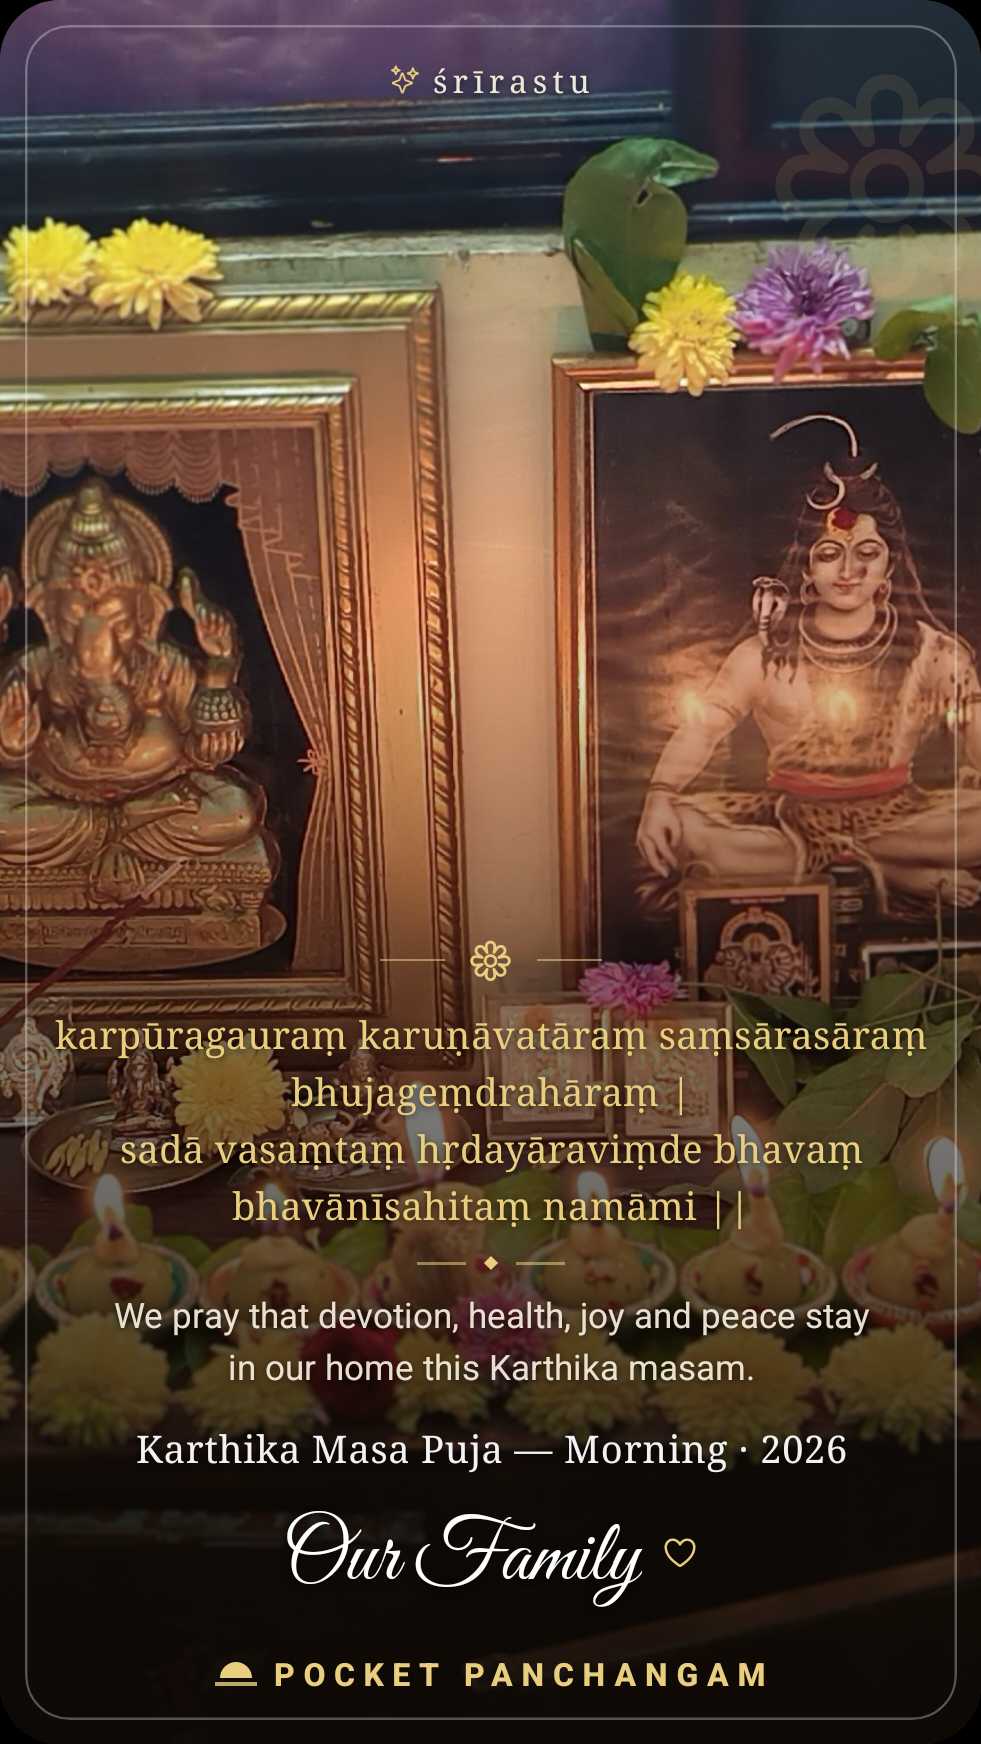 śrīrastu
karpūragauraṃ karuṇāvatāraṃ saṃsārasāraṃ
bhujageṃdrahāraṃ |
sadā vasaṃtaṃ hṛdayāraviṃde bhavaṃ
bhavānīsahitaṃ namāmi ||
We pray that devotion, health, joy and peace stay
in our home this Karthika masam.
Karthika Masa Puja — Morning · 2026
Our Family
POCKET PANCHANGAM